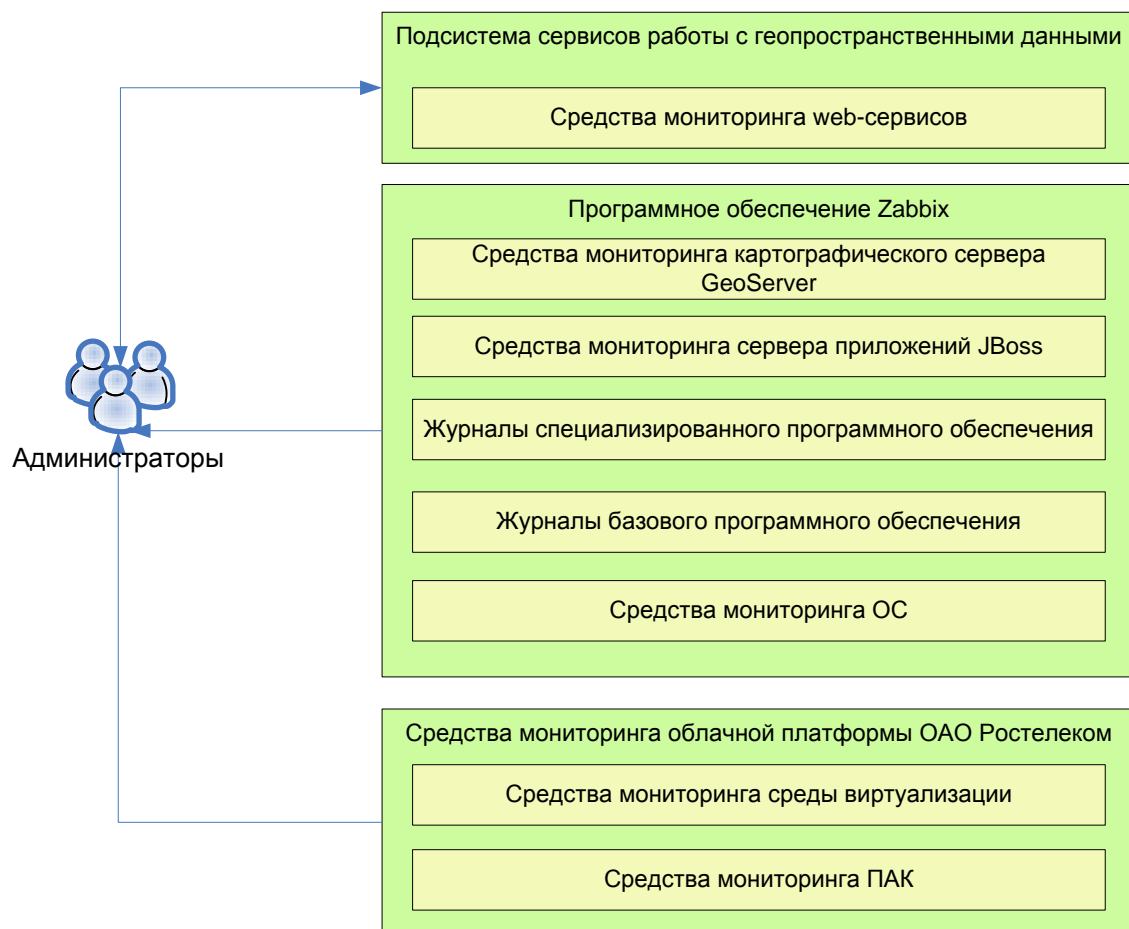 Подсистема сервисов работы с геопространственными данными
Средства мониторинга web-сервисов
Программное обеспечение Zabbix
Средства мониторинга картографического сервера
GeoServer
Средства мониторинга сервера приложений JBoss
Журналы специализированного программного обеспечения
Администраторы
Журналы базового программного обеспечения
Средства мониторинга ОС
Средства мониторинга облачной платформы ОАО Ростелеком
Средства мониторинга среды виртуализации
Средства мониторинга ПАК